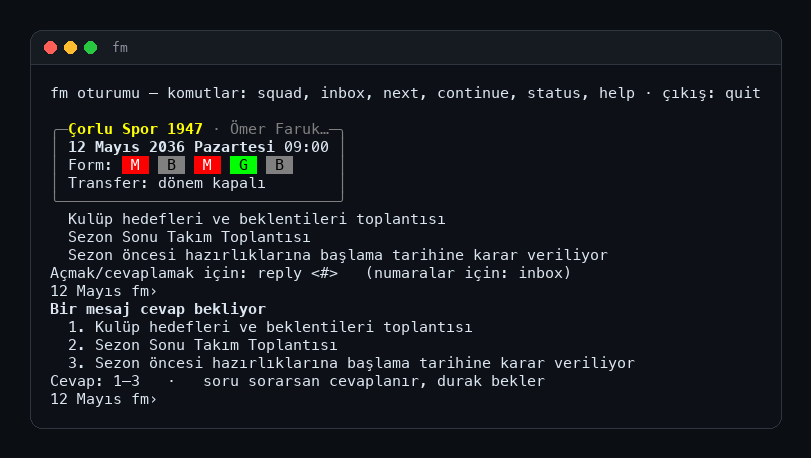 fm
fm oturumu — komutlar: squad, inbox, next, continue, status, help · çıkış: quit
Çorlu Spor 1947 · Ömer Faruk…
12 Mayıs 2036 Pazartesi 09:00
Form: M B M G B
Transfer: dönem kapalı
Kulüp hedefleri ve beklentileri toplantısı
Sezon Sonu Takım Toplantısı
Sezon öncesi hazırlıklarına başlama tarihine karar veriliyor
Açmak/cevaplamak için: reply <#> (numaralar için: inbox)
12 Mayıs fm›
Bir mesaj cevap bekliyor
1. Kulüp hedefleri ve beklentileri toplantısı
2. Sezon Sonu Takım Toplantısı
3. Sezon öncesi hazırlıklarına başlama tarihine karar veriliyor
Cevap: 1–3 · soru sorarsan cevaplanır, durak bekler
12 Mayıs fm›